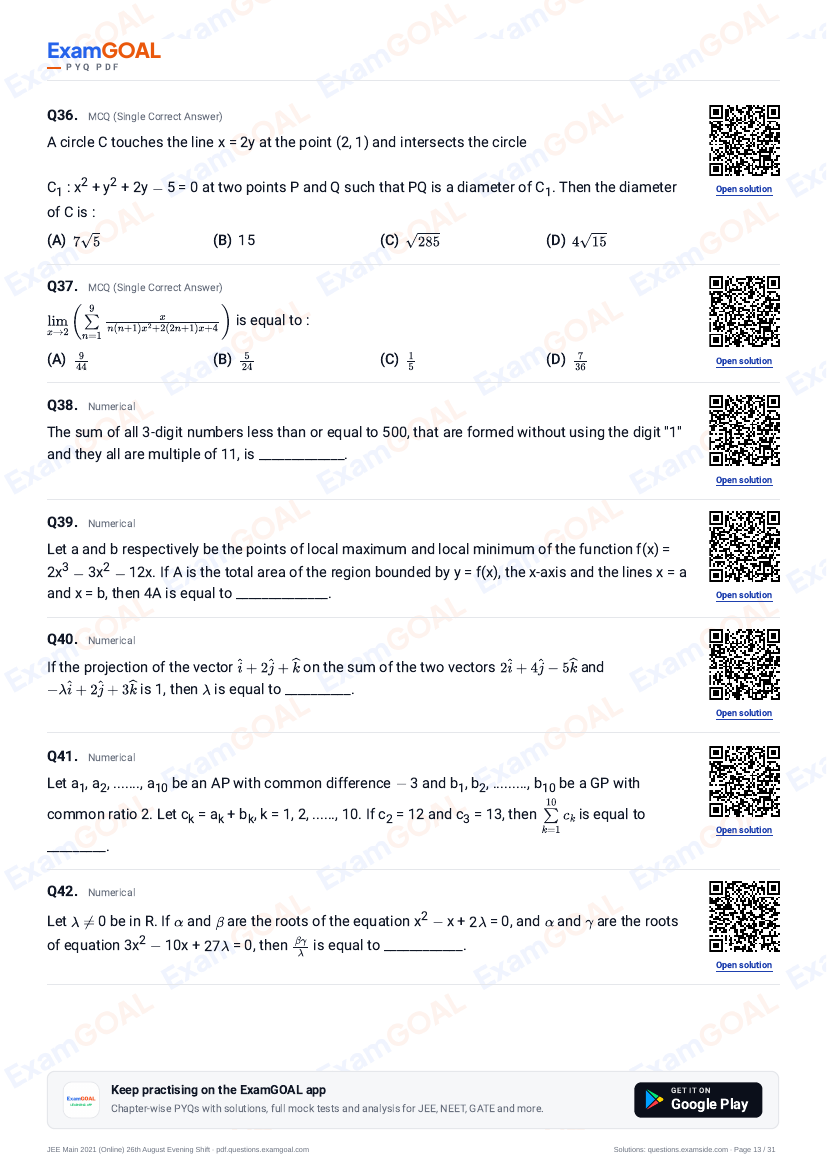 ExamGOAL
PYQ PDF
Q36. MCQ (Single Correct Answer)
A circle C touches the line x = 2y at the point (2, 1) and intersects the circle
C₁ : x² + y² + 2y − 5 = 0 at two points P and Q such that PQ is a diameter of C₁. Then the diameter
of C is :
(A) 7√5 (B) 15 (C) √285 (D) 4√15
Open solution
Q37. MCQ (Single Correct Answer)
lim x→2 (∑ n=1 9 x/(n(n+1)x²+2(2n+1)x+4)) is equal to :
(A) 9/44 (B) 5/24 (C) 1/5 (D) 7/36
Open solution
Q38. Numerical
The sum of all 3-digit numbers less than or equal to 500, that are formed without using the digit "1"
and they all are multiple of 11, is _____________.
Open solution
Q39. Numerical
Let a and b respectively be the points of local maximum and local minimum of the function f(x) =
2x³ − 3x² − 12x. If A is the total area of the region bounded by y = f(x), the x-axis and the lines x = a
and x = b, then 4A is equal to ______________.
Open solution
Q40. Numerical
If the projection of the vector î + 2ĵ + k̂ on the sum of the two vectors 2î + 4ĵ − 5k̂ and
−λî + 2ĵ + 3k̂ is 1, then λ is equal to __________.
Open solution
Q41. Numerical
Let a₁, a₂, ......., a₁₀ be an AP with common difference − 3 and b₁, b₂, ........., b₁₀ be a GP with
common ratio 2. Let cₖ = aₖ + bₖ, k = 1, 2, ......, 10. If c₂ = 12 and c₃ = 13, then ∑ k=1 10 cₖ is equal to
_________.
Open solution
Q42. Numerical
Let λ ≠ 0 be in R. If α and β are the roots of the equation x² − x + 2λ = 0, and α and γ are the roots
of equation 3x² − 10x + 27λ = 0, then βγ/λ is equal to ____________.
Open solution
ExamGOAL
Keep practising on the ExamGOAL app
Chapter-wise PYQs with solutions, full mock tests and analysis for JEE, NEET, GATE and more.
GET IT ON
Google Play
JEE Main 2021 (Online) 26th August Evening Shift · pdf.questions.examgoal.com
Solutions: questions.examside.com · Page 13 / 31